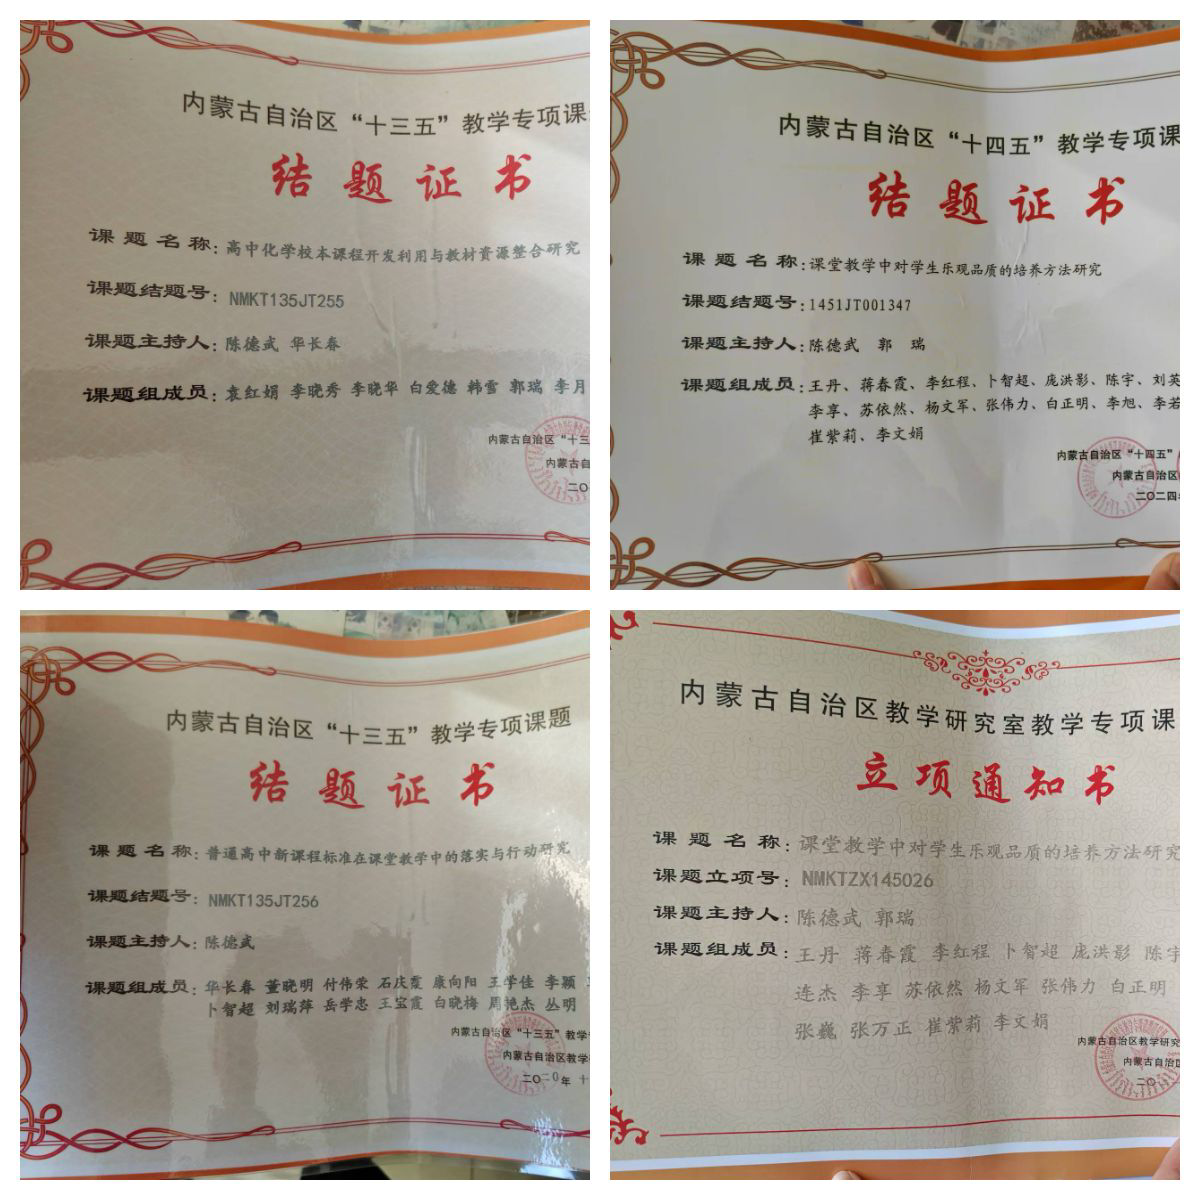 内蒙古自治区“十三五”教学专项课
结题证书
课题名称：高中化学校本课程开发利用与教材资源整合研究
课题结题号：NMKT135JT255
课题主持人：陈德武 华长春
课题组成员：袁红娟 李晓秀 李晓华 白爱德 韩雪 郭瑞 李月
内蒙古自治区“十三
内蒙古自
二〇
内蒙古自治区“十四五”教学专项课
结题证书
课题名称：课堂教学中对学生乐观品质的培养方法研究
课题结题号：1451JT001347
课题主持人：陈德武 郭瑞
课题组成员：王丹、蒋春霞、李红程、卜智超、庞洪影、陈宇、刘英
李享、苏依然、杨文军、张伟力、白正明、李旭、李若
崔紫莉、李文娟
内蒙古自治区“十四五”
内蒙古自治区
二〇二四年
内蒙古自治区“十三五”教学专项课题
结题证书
课题名称：普通高中新课程标准在课堂教学中的落实与行动研究
课题结题号：NMKT135JT256
课题主持人：陈德武
课题组成员：华长春 董晓明 付伟荣 石庆霞 康向阳 王学佳 李颖
卜智超 刘瑞萍 岳学忠 王宝霞 白晓梅 周艳杰 丛明
内蒙古自治区“十三五”教学
内蒙古自治区教学
二〇二〇年 十
内蒙古自治区教学研究室教学专项课
立项通知书
课题名称：课堂教学中对学生乐观品质的培养方法研究
课题立项号：NMKTZX145026
课题主持人：陈德武 郭瑞
课题组成员：王丹 蒋春霞 李红程 卜智超 庞洪影 陈宇
连杰 李享 苏依然 杨文军 张伟力 白正明
张巍 张万正 崔紫莉 李文娟
内蒙古自治区教学研究
内蒙古自治区
二〇